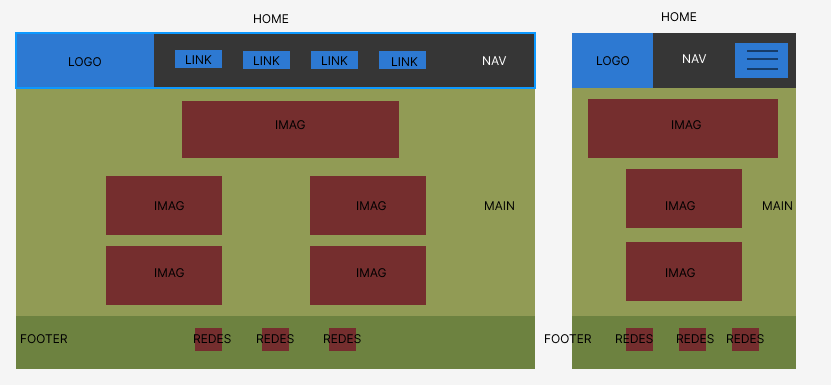 HOME
LOGO
LINK
LINK
LINK
LINK
NAV
IMAG
IMAG
IMAG
MAIN
IMAG
IMAG
FOOTER
REDES
REDES
REDES
HOME
LOGO
NAV
IMAG
IMAG
MAIN
IMAG
FOOTER
REDES
REDES
REDES